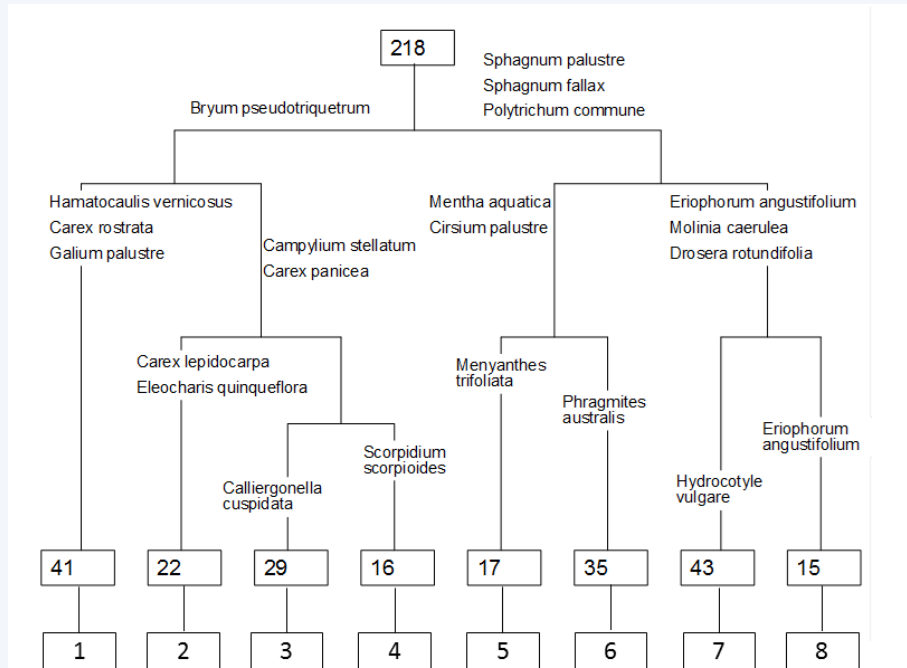 218
Sphagnum palustre
Sphagnum fallax
Polytrichum commune
Bryum pseudotriquetrum
Hamatocaulis vernicosus
Carex rostrata
Galium palustre
Campylium stellatum
Carex panicea
Mentha aquatica
Cirsium palustre
Eriophorum angustifolium
Molinia caerulea
Drosera rotundifolia
Carex lepidocarpa
Eleocharis quinqueflora
Menyanthes
trifoliata
Phragmites
australis
Eriophorum
angustifolium
Scorpidium
scorpioides
Calliergonella
cuspidata
Hydrocotyle
vulgare
41 22 29 16 17 35 43 15
1 2 3 4 5 6 7 8